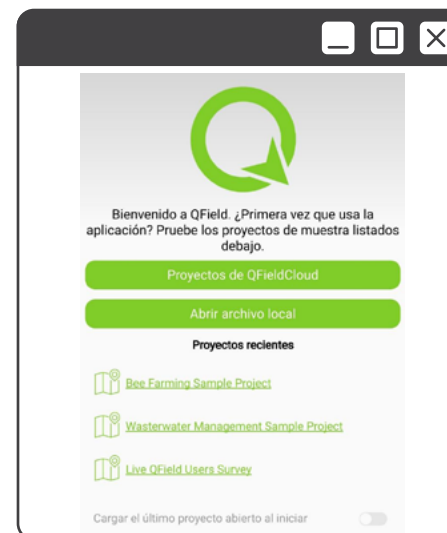 Bienvenido a QField. ¿Primera vez que usa la
aplicación? Pruebe los proyectos de muestra listados
debajo.
Proyectos de QFieldCloud
Abrir archivo local
Proyectos recientes
Bee Farming Sample Project
Wasterwater Management Sample Project
Live QField Users Survey
Cargar el último proyecto abierto al iniciar